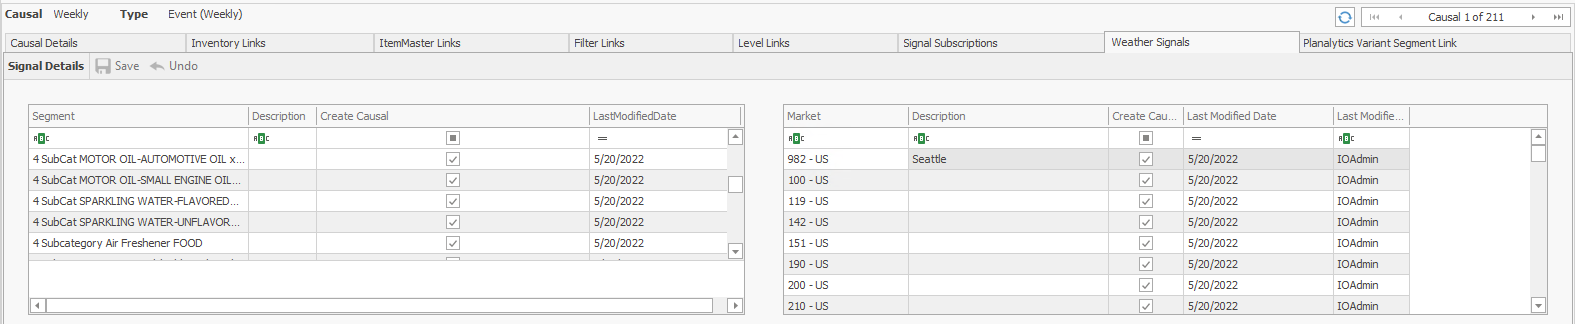 Causal Weekly Type Event (Weekly) Causal 1 of 211
Causal Details Inventory Links ItemMaster Links Filter Links Level Links Signal Subscriptions Weather Signals Planalytics Variant Segment Link
Signal Details Save Undo
Segment Description Create Causal LastModifiedDate
ABC ABC =
4 SubCat MOTOR OIL-AUTOMOTIVE OIL x... 5/20/2022
4 SubCat MOTOR OIL-SMALL ENGINE OIL... 5/20/2022
4 SubCat SPARKLING WATER-FLAVORED... 5/20/2022
4 SubCat SPARKLING WATER-UNFLAVOR... 5/20/2022
4 Subcategory Air Freshener FOOD 5/20/2022
Market Description Create Cau... Last Modified Date Last Modifie...
ABC ABC = ABC
982 - US Seattle 5/20/2022 IOAdmin
100 - US 5/20/2022 IOAdmin
119 - US 5/20/2022 IOAdmin
142 - US 5/20/2022 IOAdmin
151 - US 5/20/2022 IOAdmin
190 - US 5/20/2022 IOAdmin
200 - US 5/20/2022 IOAdmin
210 - US 5/20/2022 IOAdmin